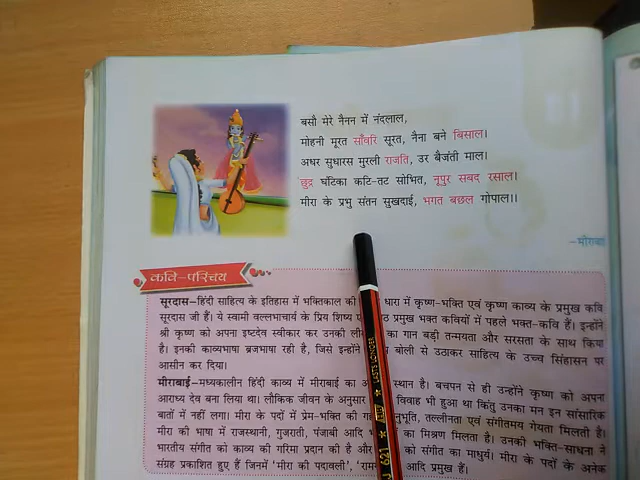 बसौ मेरे नैनन में नंदलाल,
मोहनी मूरत साँवरि सूरत, नैना बने बिसाल।
अधर सुधारस मुरली राजति, उर बैजंती माल।
छुद्र घंटिका कटि-तट सोभित, नूपुर सबद रसाल।
मीरा के प्रभु संतन सुखदाई, भगत बछल गोपाल।।
–मीराबा
कवि–परिचय
सूरदास–हिंदी साहित्य के इतिहास में भक्तिकाल की धारा में कृष्ण-भक्ति एवं कृष्ण काव्य के प्रमुख कवि
सूरदास जी हैं। ये स्वामी वल्लभाचार्य के प्रिय शिष्य प्रमुख भक्त कवियों में पहले भक्त-कवि हैं। इन्होंने
श्री कृष्ण को अपना इष्टदेव स्वीकार कर उनकी का गान बड़ी तन्मयता और सरसता के साथ किया
है। इनकी काव्यभाषा ब्रजभाषा रही है, जिसे इन्होंने बोली से उठाकर साहित्य के उच्च सिंहासन पर
आसीन कर दिया।
मीराबाई–मध्यकालीन हिंदी काव्य में मीराबाई का स्थान है। बचपन से ही उन्होंने कृष्ण को अपना
आराध्य देव बना लिया था। लौकिक जीवन के अनुसार विवाह भी हुआ था किंतु उनका मन इन सांसारिक
बातों में नहीं लगा। मीरा के पदों में प्रेम-भक्ति की तल्लीनता एवं संगीतमय गेयता मिलती है।
मीरा की भाषा में राजस्थानी, गुजराती, पंजाबी आदि का मिश्रण मिलता है। उनकी भक्ति-साधना ने
भारतीय संगीत को काव्य की गरिमा प्रदान की है और को संगीत का माधुर्य। मीरा के पदों के अनेक
संग्रह प्रकाशित हुए हैं जिनमें 'मीरा की पदावली', आदि प्रमुख हैं।
LASTS LONGER
HB
621